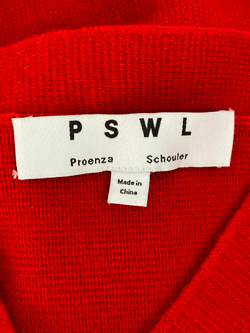 P S W L
Proenza Schouler
Made in
China